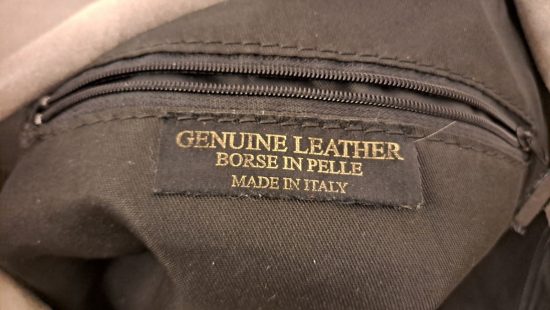 GENUINE LEATHER
BORSE IN PELLE
MADE IN ITALY